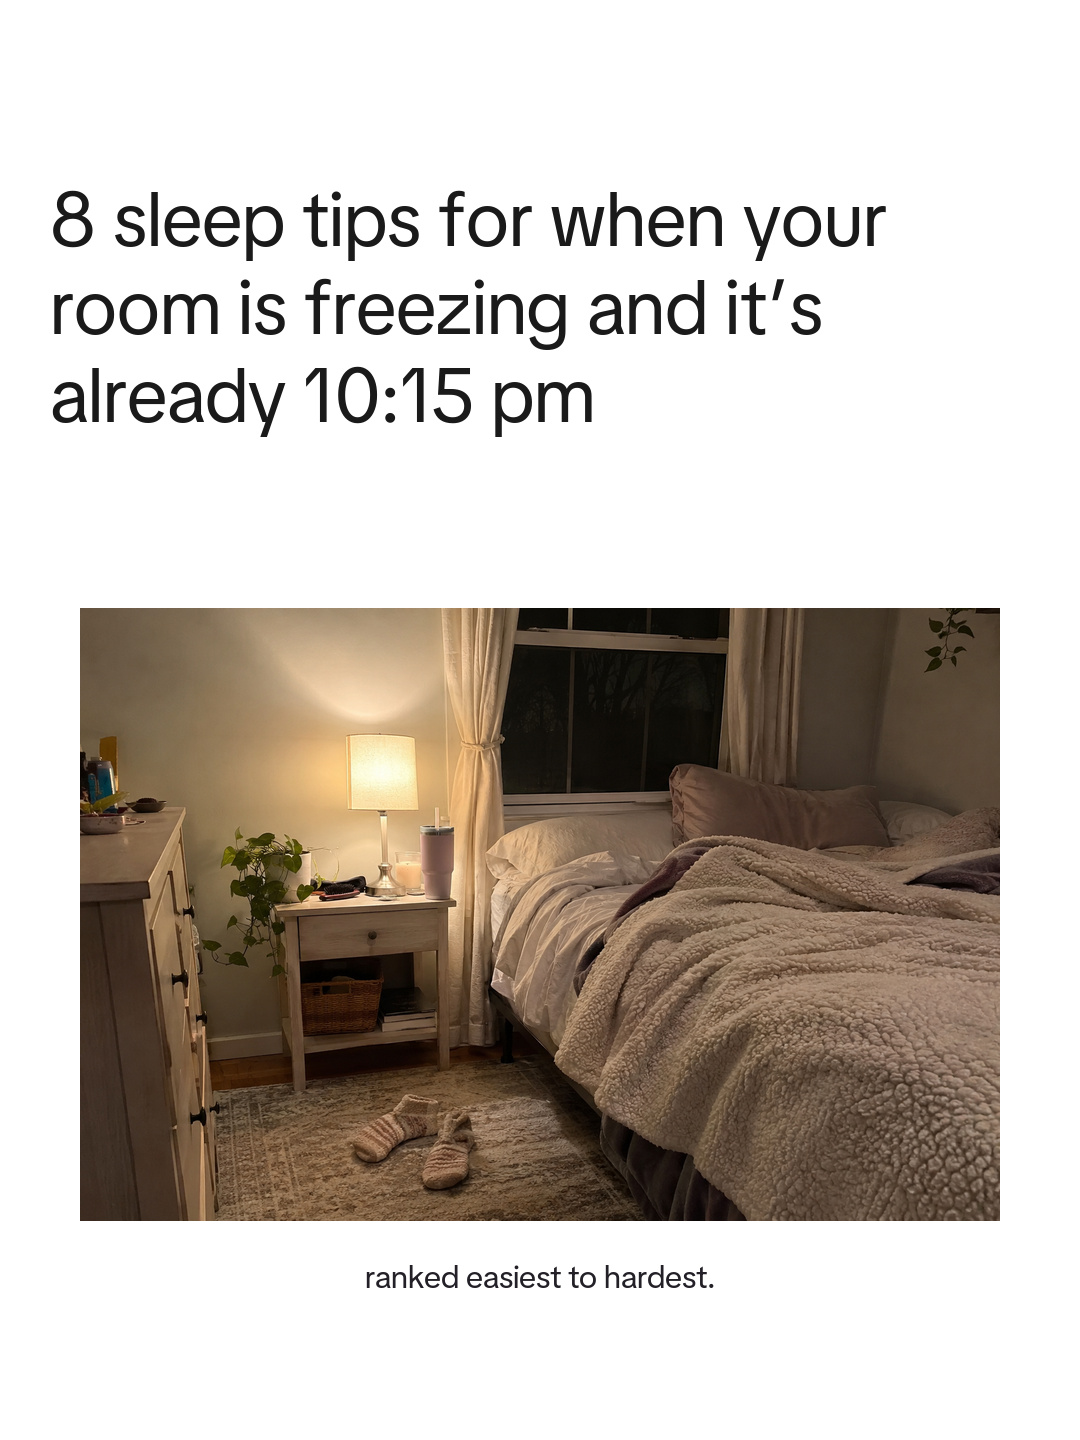 8 sleep tips for when your
room is freezing and it’s
already 10:15 pm
ranked easiest to hardest.